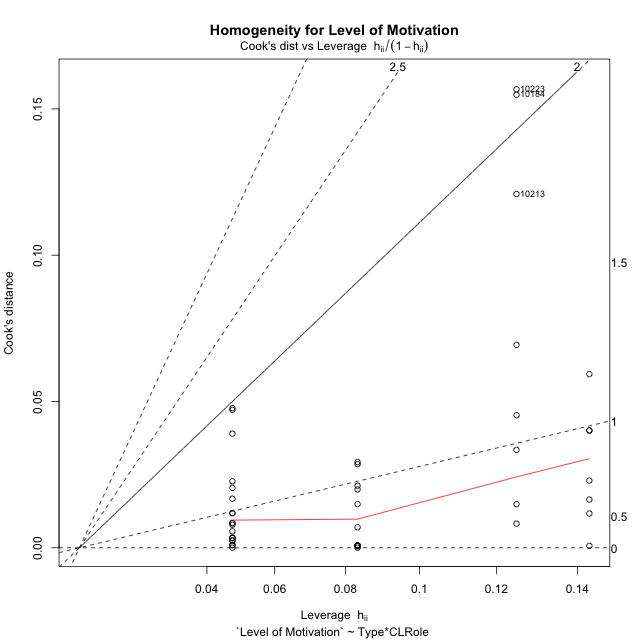 Homogeneity for Level of Motivation
Cook's dist vs Leverage hii/(1 − hii)
2.5
2
10223
10184
10213
1.5
1
0.5
0
0.15
0.10
0.05
0.00
Cook's distance
0.04 0.06 0.08 0.1 0.12 0.14
Leverage hii
`Level of Motivation` ~ Type*CLRole